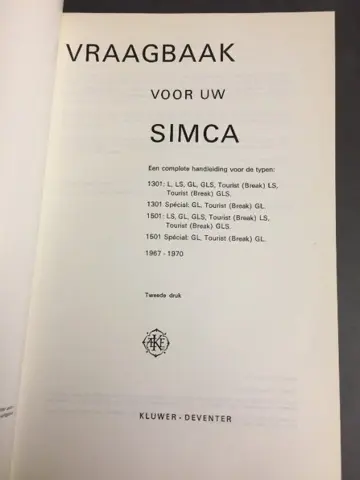 VRAAGBAAK
VOOR UW
SIMCA
Een complete handleiding voor de typen:
1301: L, LS, GL, GLS, Tourist (Break) LS,
Tourist (Break) GLS.
1301 Spécial: GL, Tourist (Break) GL.
1501: LS, GL, GLS, Tourist (Break) LS,
Tourist (Break) GLS.
1501 Spécial: GL, Tourist (Break) GL.
1967 - 1970
Tweede druk
KLUWER - DEVENTER